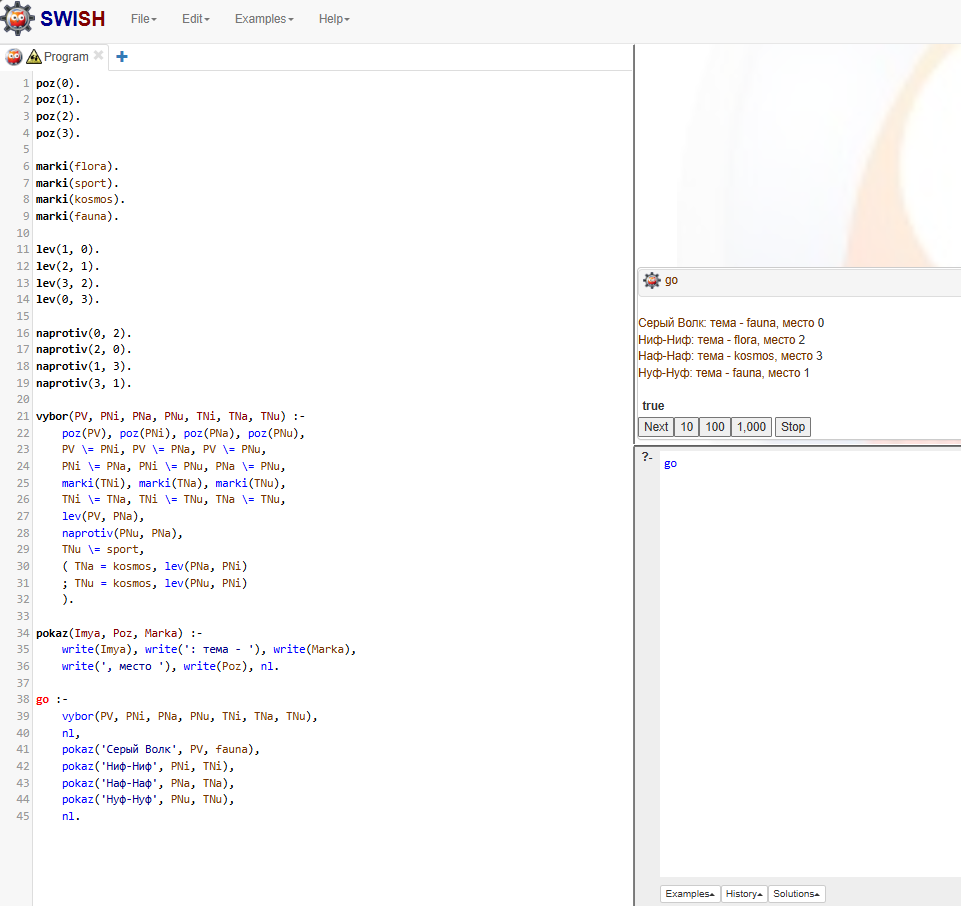 SWISH File Edit Examples Help
Program
1 poz(0).
2 poz(1).
3 poz(2).
4 poz(3).
5
6 marki(flora).
7 marki(sport).
8 marki(kosmos).
9 marki(fauna).
10
11 lev(1, 0).
12 lev(2, 1).
13 lev(3, 2).
14 lev(0, 3).
15
16 naprotiv(0, 2).
17 naprotiv(2, 0).
18 naprotiv(1, 3).
19 naprotiv(3, 1).
20
21 vybor(PV, PNi, PNa, PNu, TNi, TNa, TNu) :-
22 poz(PV), poz(PNi), poz(PNa), poz(PNu),
23 PV \= PNi, PV \= PNa, PV \= PNu,
24 PNi \= PNa, PNi \= PNu, PNa \= PNu,
25 marki(TNi), marki(TNa), marki(TNu),
26 TNi \= TNa, TNi \= TNu, TNa \= TNu,
27 lev(PV, PNa),
28 naprotiv(PNu, PNa),
29 TNu \= sport,
30 ( TNa = kosmos, lev(PNa, PNi)
31 ; TNu = kosmos, lev(PNu, PNi)
32 ).
33
34 pokaz(Imya, Poz, Marka) :-
35 write(Imya), write(': тема - '), write(Marka),
36 write(', место '), write(Poz), nl.
37
38 go :-
39 vybor(PV, PNi, PNa, PNu, TNi, TNa, TNu),
40 nl,
41 pokaz('Серый Волк', PV, fauna),
42 pokaz('Ниф-Ниф', PNi, TNi),
43 pokaz('Наф-Наф', PNa, TNa),
44 pokaz('Нуф-Нуф', PNu, TNu),
45 nl.
go
Серый Волк: тема - fauna, место 0
Ниф-Ниф: тема - flora, место 2
Наф-Наф: тема - kosmos, место 3
Нуф-Нуф: тема - fauna, место 1
true
Next 10 100 1,000 Stop
?- go
Examples History Solutions